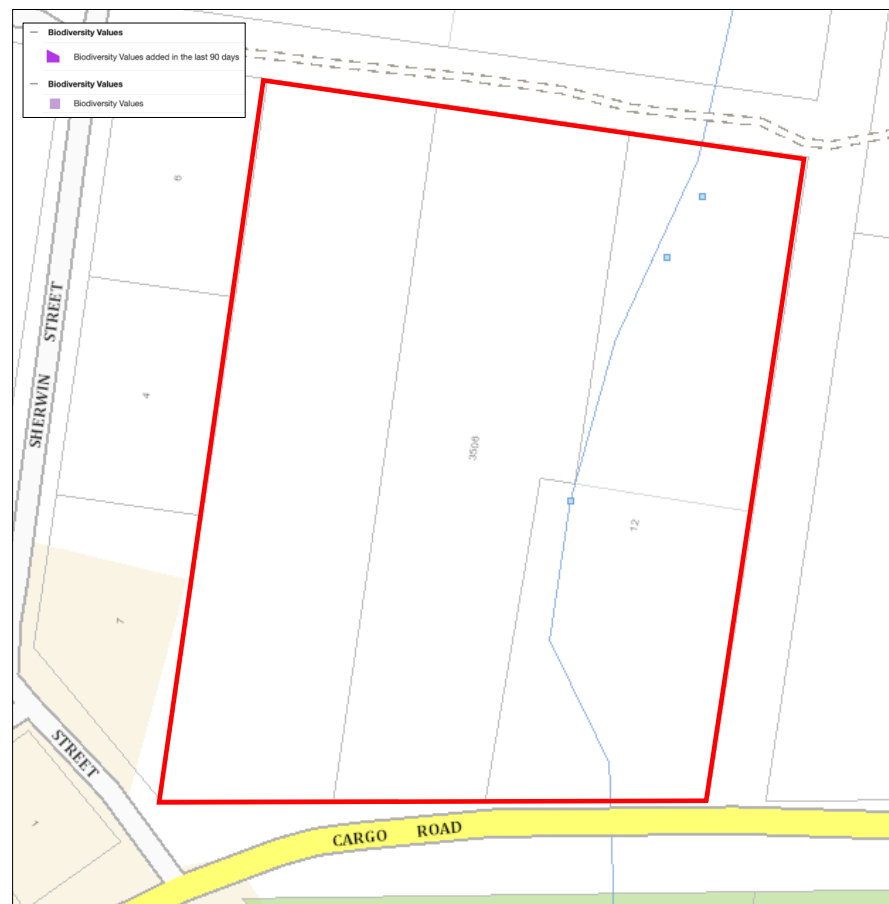 Biodiversity Values
Biodiversity Values added in the last 90 days
Biodiversity Values
Biodiversity Values
6
SHERWIN STREET
4
3506
12
7
STREET
1
CARGO ROAD